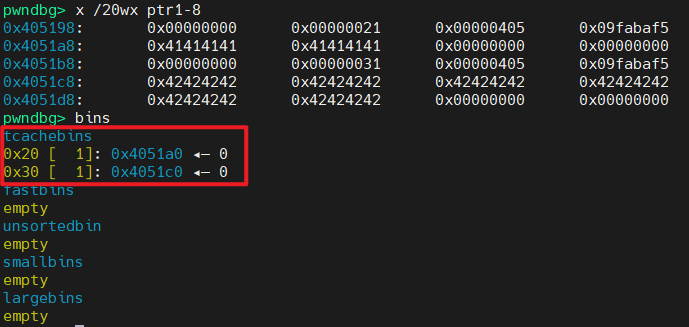 pwndbg> x /20wx ptr1-8
0x405198: 0x00000000 0x00000021 0x00000405 0x09fabaf5
0x4051a8: 0x41414141 0x41414141 0x00000000 0x00000000
0x4051b8: 0x00000000 0x00000031 0x00000405 0x09fabaf5
0x4051c8: 0x42424242 0x42424242 0x42424242 0x42424242
0x4051d8: 0x42424242 0x42424242 0x00000000 0x00000000
pwndbg> bins
tcachebins
0x20 [  1]: 0x4051a0 ◂— 0
0x30 [  1]: 0x4051c0 ◂— 0
fastbins
empty
unsortedbin
empty
smallbins
empty
largebins
empty